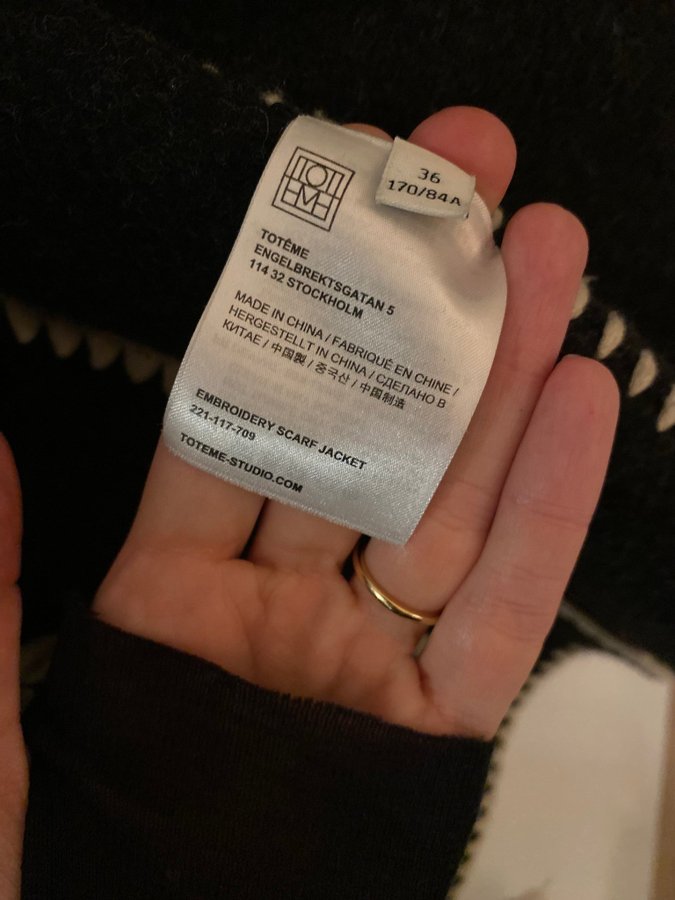 TOTEME
36
170/84A
TOTÊME
ENGELBREKTSGATAN 5
114 32 STOCKHOLM
MADE IN CHINA / FABRIQUÉ EN CHINE /
HERGESTELLT IN CHINA / СДЕЛАНО В
КИТАЕ / 中国製 / 중국산 / 中国制造
EMBROIDERY SCARF JACKET
221-117-709
TOTEME-STUDIO.COM